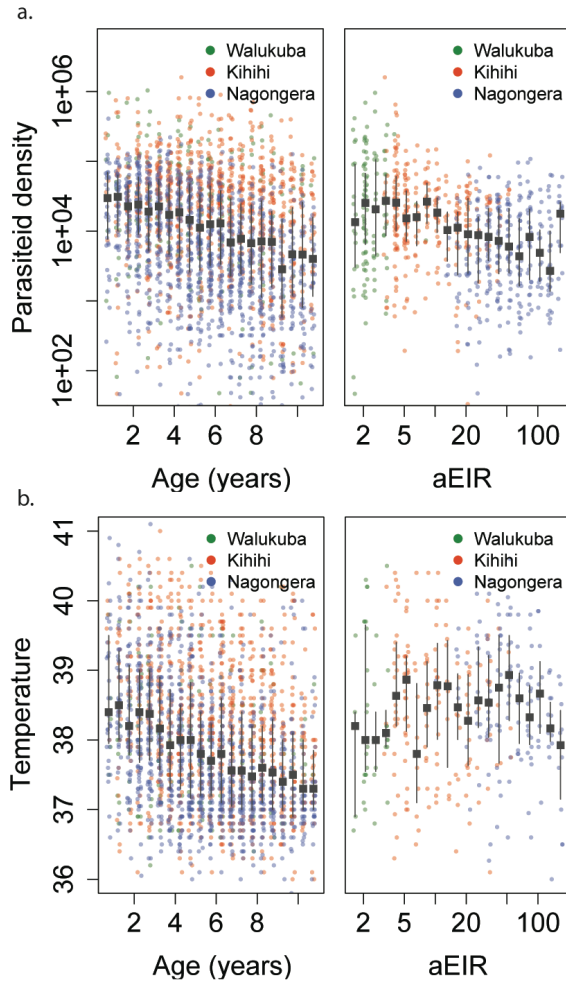 a.
Parasiteid density
1e+06
1e+04
1e+02
Walukuba
Kihihi
Nagongera
2 4 6 8
Age (years)
Walukuba
Kihihi
Nagongera
2 5 20 100
aEIR
b.
Temperature
41
40
39
38
37
36
Walukuba
Kihihi
Nagongera
2 4 6 8
Age (years)
Walukuba
Kihihi
Nagongera
2 5 20 100
aEIR